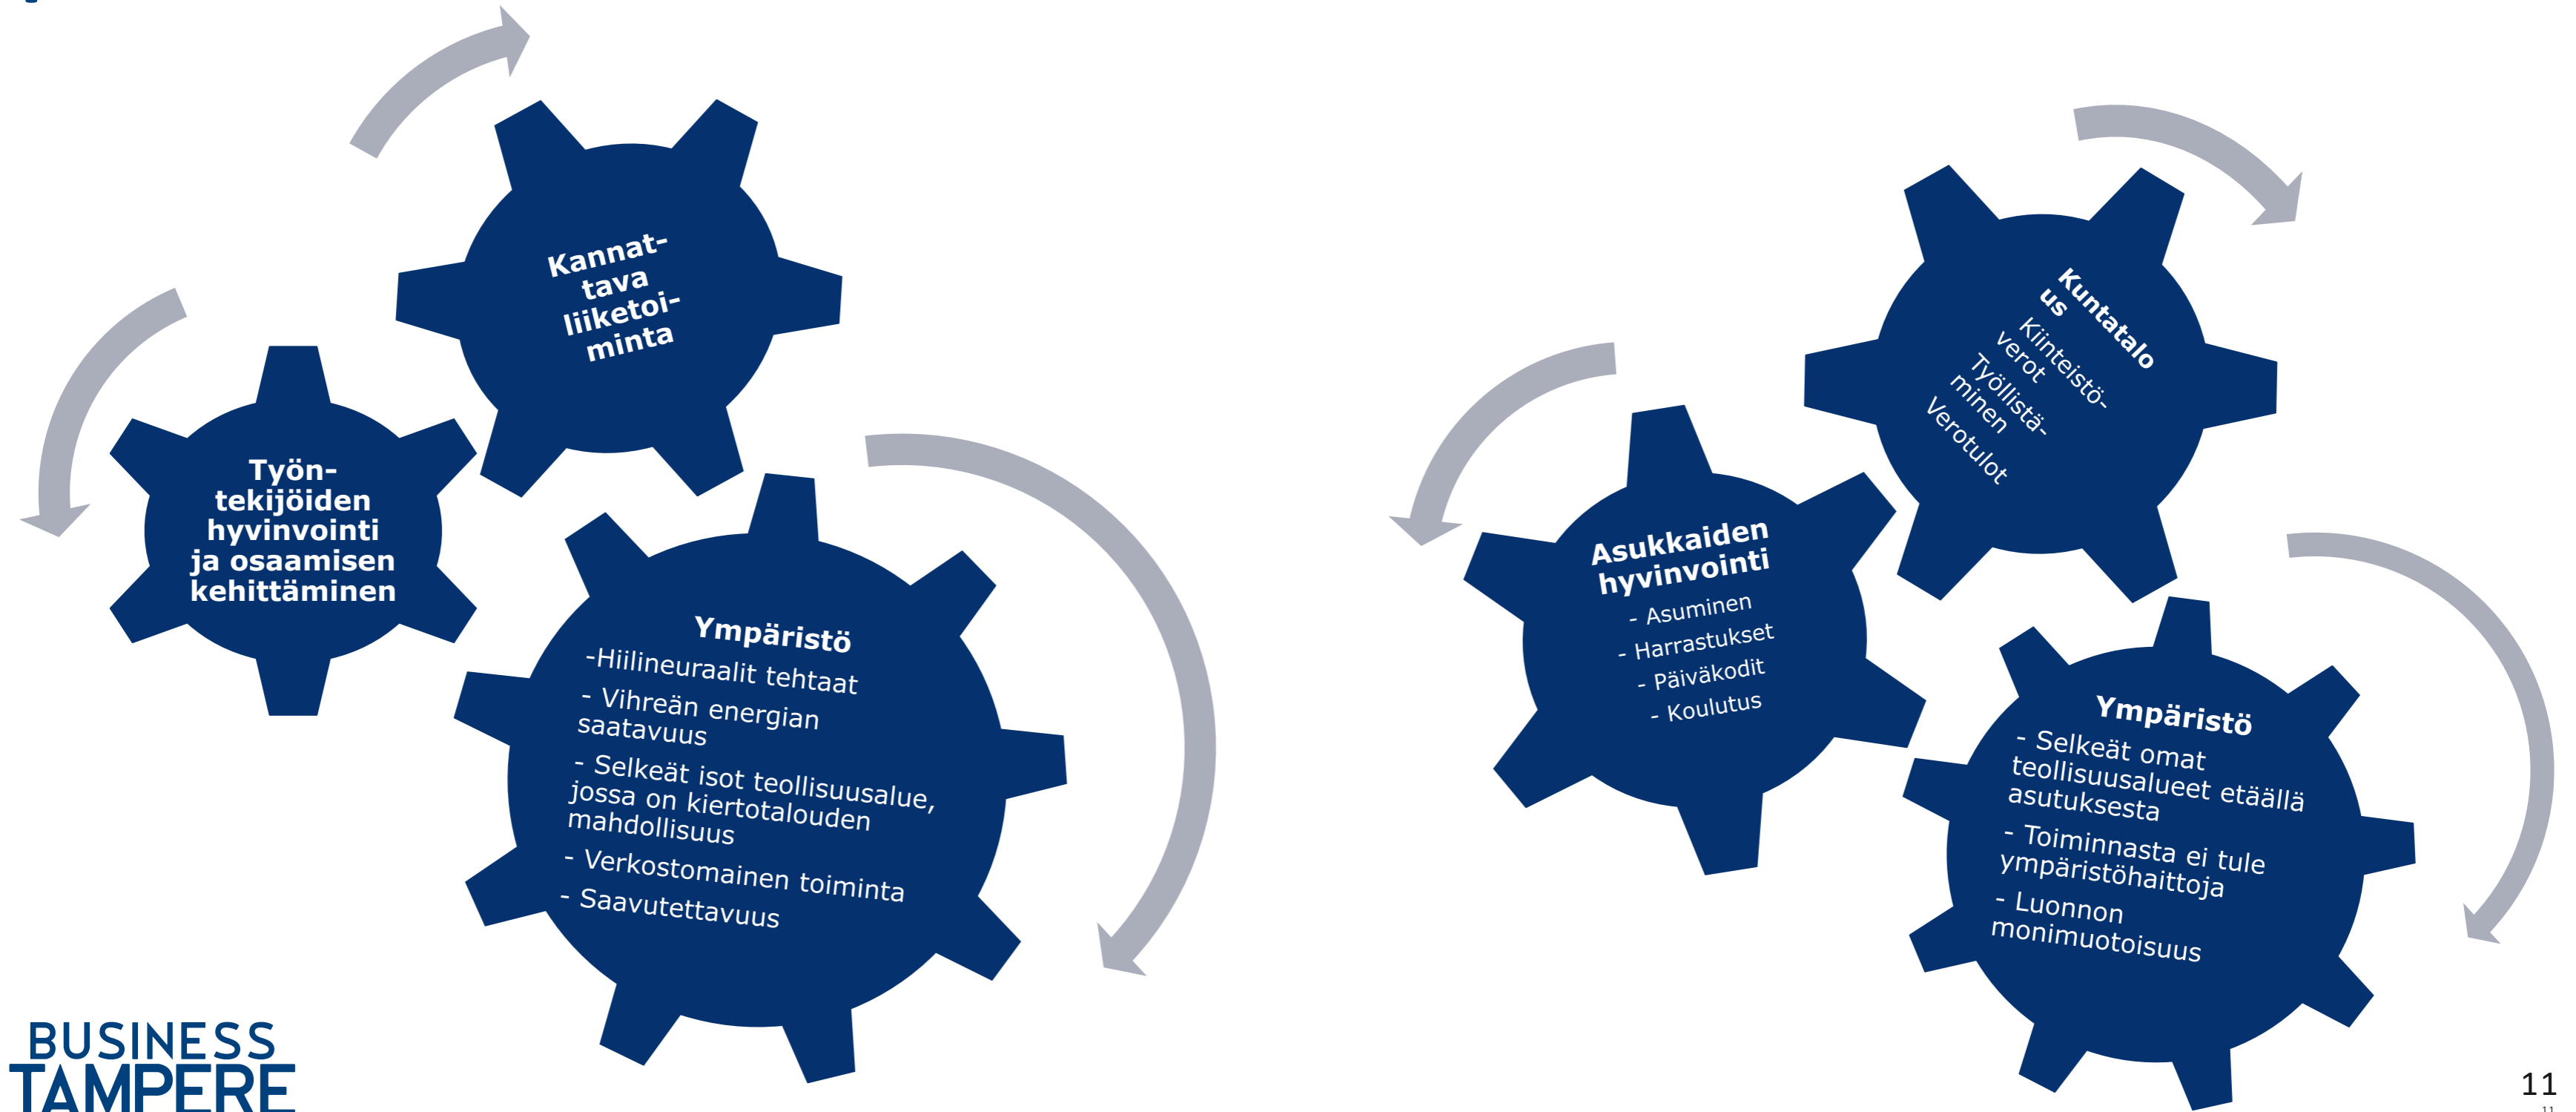 Kannat-
tava
liiketoi-
minta
Työn-
tekijöiden
hyvinvointi
ja osaamisen
kehittäminen
Ympäristö
-Hiilineuraalit tehtaat
- Vihreän energian
saatavuus
- Selkeät isot teollisuusalue,
jossa on kiertotalouden
mahdollisuus
- Verkostomainen toiminta
- Saavutettavuus
Kuntatalo
us
Kiinteistö-
verot
Työllistä-
minen
Verotulot
Asukkaiden
hyvinvointi
- Asuminen
- Harrastukset
- Päiväkodit
- Koulutus
Ympäristö
- Selkeät omat
teollisuusalueet etäällä
asutuksesta
- Toiminnasta ei tule
ympäristöhaittoja
- Luonnon
monimuotoisuus
BUSINESS
TAMPERE
11
11